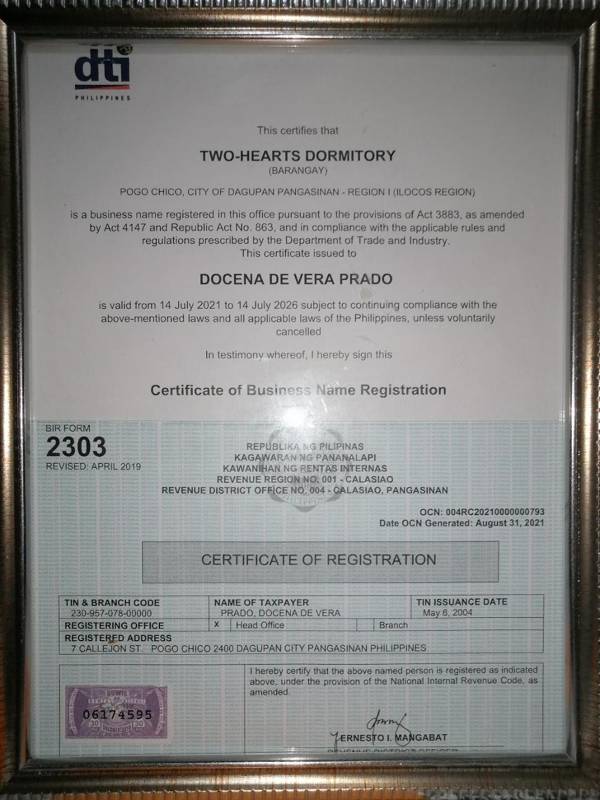 dti
PHILIPPINES
This certifies that
TWO-HEARTS DORMITORY
(BARANGAY)
POGO CHICO, CITY OF DAGUPAN PANGASINAN - REGION I (ILOCOS REGION)
is a business name registered in this office pursuant to the provisions of Act 3883, as amended
by Act 4147 and Republic Act No. 863, and in compliance with the applicable rules and
regulations prescribed by the Department of Trade and Industry.
This certificate issued to
DOCENA DE VERA PRADO
is valid from 14 July 2021 to 14 July 2026 subject to continuing compliance with the
above-mentioned laws and all applicable laws of the Philippines, unless voluntarily
cancelled
In testimony whereof, I hereby sign this
Certificate of Business Name Registration
BIR FORM
2303
REVISED: APRIL 2019
REPUBLIKA NG PILIPINAS
KAGAWARAN NG PANANALAPI
KAWANIHAN NG RENTAS INTERNAS
REVENUE REGION NO. 001 - CALASIAO
REVENUE DISTRICT OFFICE NO. 004 - CALASIAO, PANGASINAN
OCN: 004RC20210000000793
Date OCN Generated: August 31, 2021
CERTIFICATE OF REGISTRATION
TIN & BRANCH CODE NAME OF TAXPAYER TIN ISSUANCE DATE
230-957-078-00000 PRADO, DOCENA DE VERA May 6, 2004
REGISTERING OFFICE X Head Office Branch
REGISTERED ADDRESS
7 CALLEJON ST. POGO CHICO 2400 DAGUPAN CITY PANGASINAN PHILIPPINES
I hereby certify that the above named person is registered as indicated
above, under the provision of the National Internal Revenue Code, as
amended.
06174595
ERNESTO I. MANGABAT
REVENUE DISTRICT OFFICER